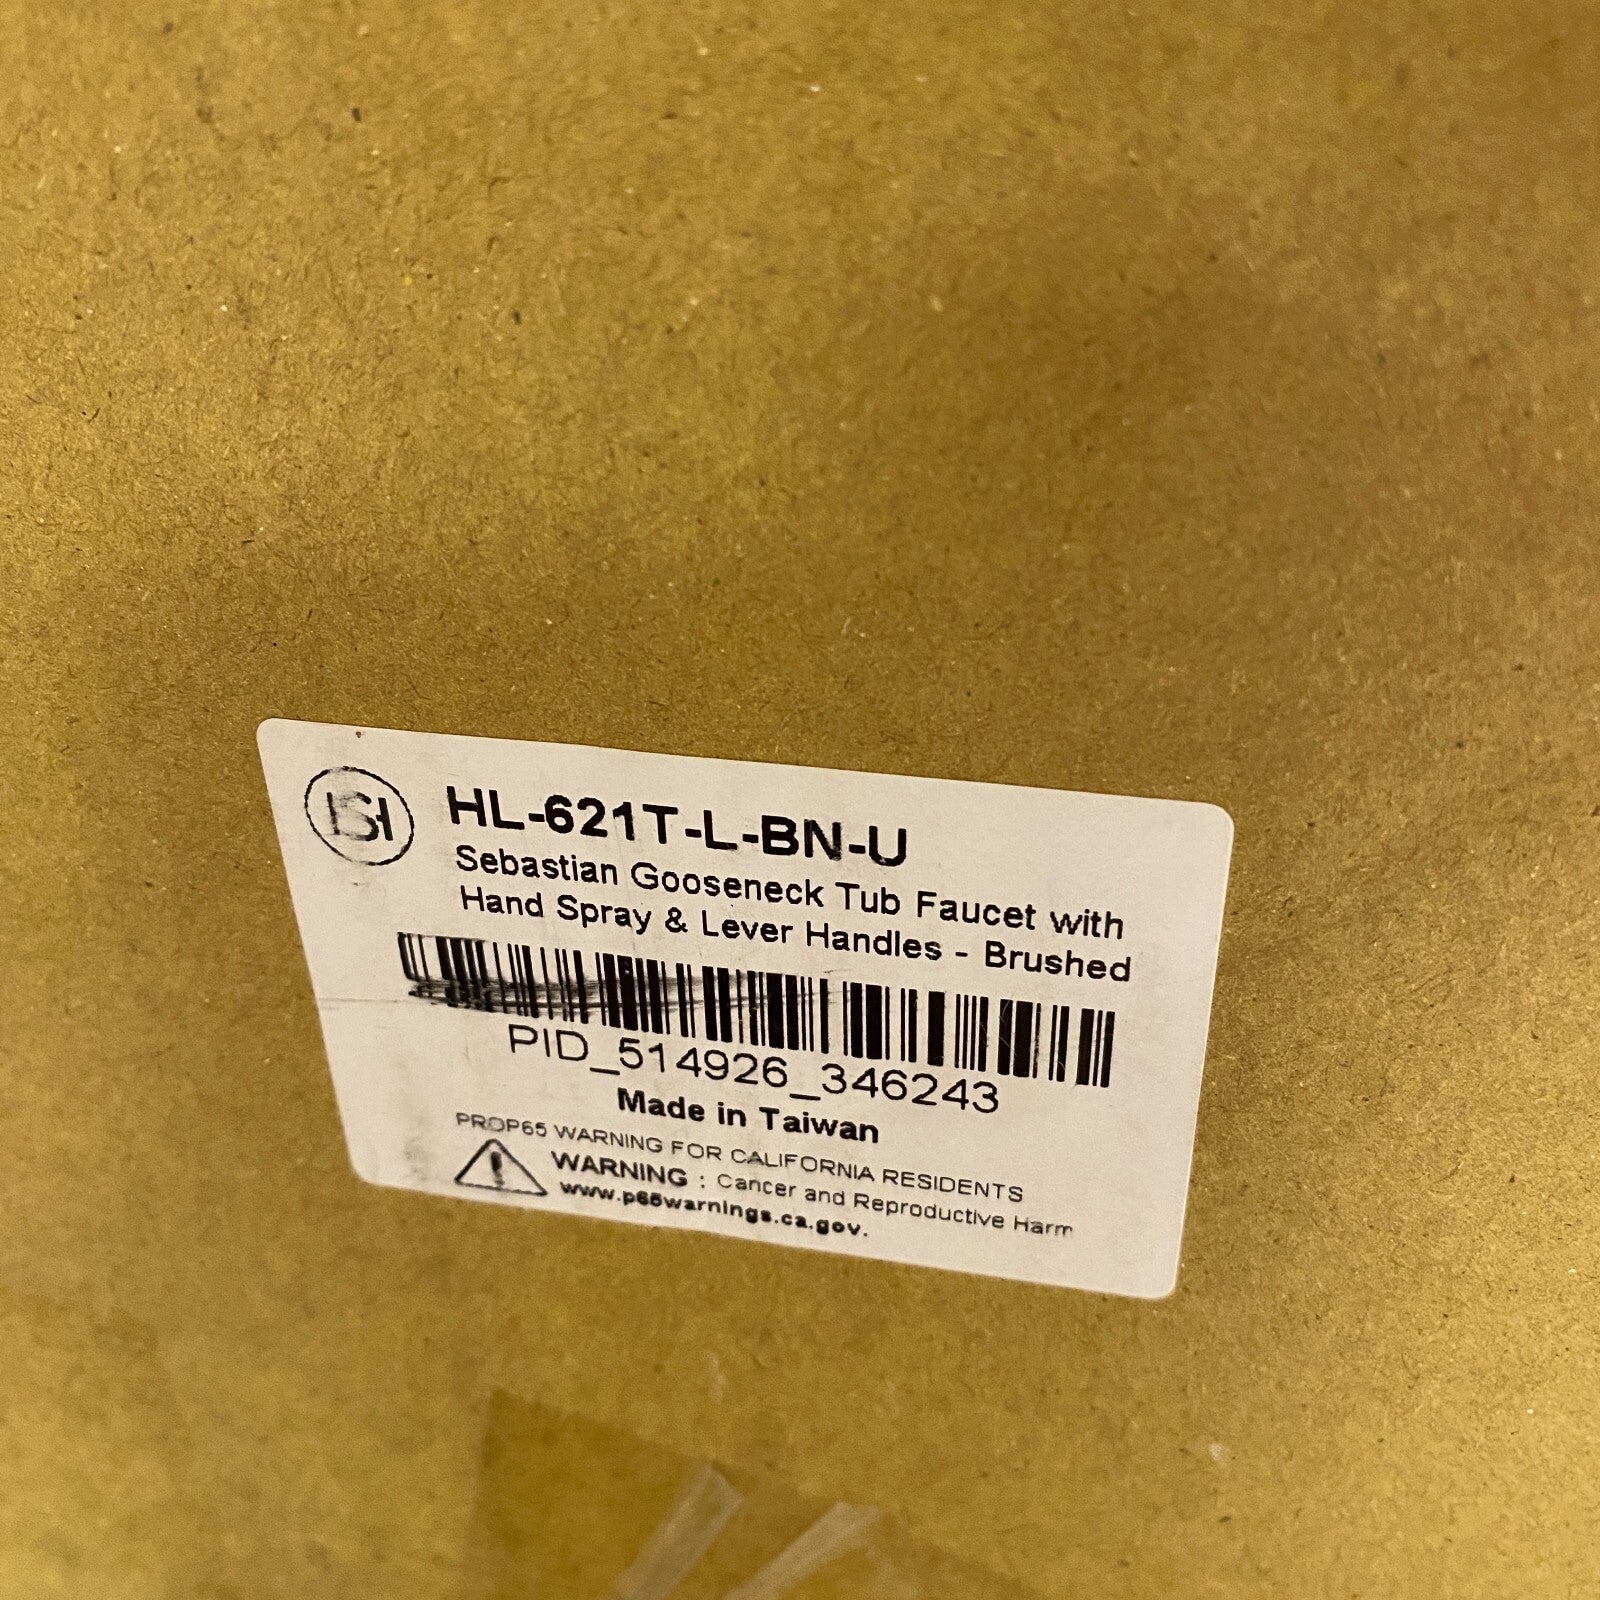 SH
HL-621T-L-BN-U
Sebastian Gooseneck Tub Faucet with
Hand Spray & Lever Handles - Brushed
PID_514926_346243
Made in Taiwan
PROP65 WARNING FOR CALIFORNIA RESIDENTS
WARNING : Cancer and Reproductive Harm
www.p65warnings.ca.gov.